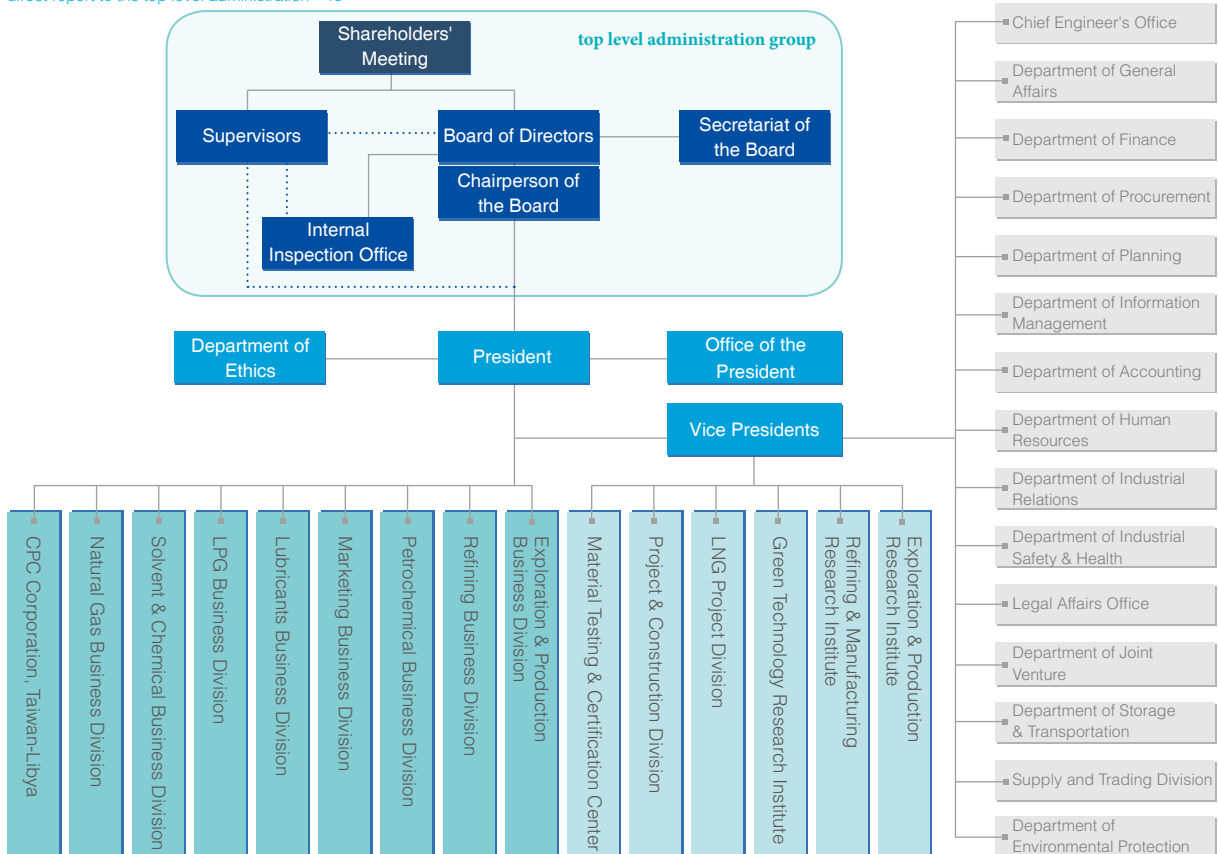 Shareholders'
Meeting
top level administration group
Supervisors
Board of Directors
Secretariat of
the Board
Chairperson of
the Board
Internal
Inspection Office
Department of
Ethics
President
Office of the
President
Vice Presidents
CPC Corporation, Taiwan-Libya
Natural Gas Business Division
Solvent & Chemical Business Division
LPG Business Division
Lubricants Business Division
Marketing Business Division
Petrochemical Business Division
Refining Business Division
Exploration & Production
Business Division
Material Testing & Certification Center
Project & Construction Division
LNG Project Division
Green Technology Research Institute
Refining & Manufacturing
Research Institute
Exploration & Production
Research Institute
Chief Engineer's Office
Department of General
Affairs
Department of Finance
Department of Procurement
Department of Planning
Department of Information
Management
Department of Accounting
Department of Human
Resources
Department of Industrial
Relations
Department of Industrial
Safety & Health
Legal Affairs Office
Department of Joint
Venture
Department of Storage
& Transportation
Supply and Trading Division
Department of
Environmental Protection